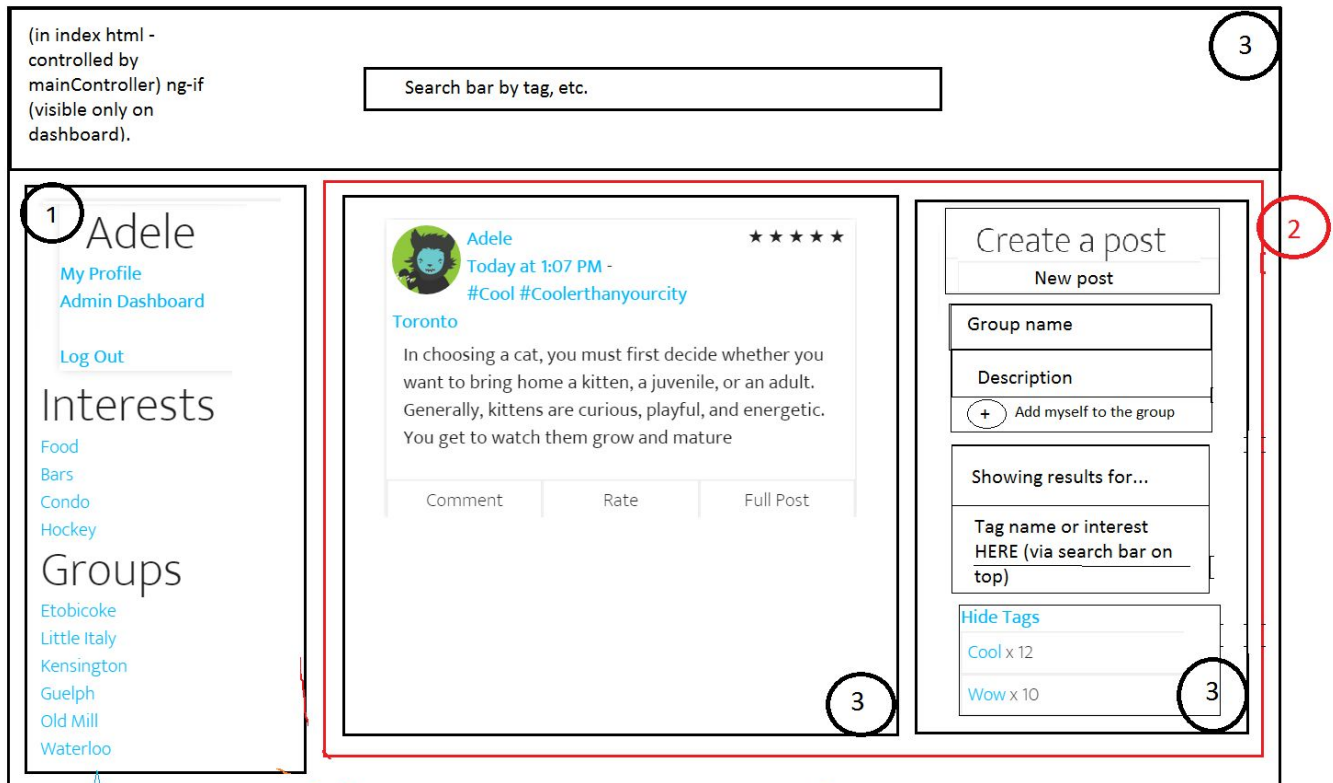 (in index html -
controlled by
mainController) ng-if
(visible only on
dashboard).
Search bar by tag, etc.
3
1
Adele
My Profile
Admin Dashboard
Log Out
Interests
Food
Bars
Condo
Hockey
Groups
Etobicoke
Little Italy
Kensington
Guelph
Old Mill
Waterloo
2
Adele
★★★★★
Today at 1:07 PM -
#Cool #Coolerthanyourcity
Toronto
In choosing a cat, you must first decide whether you
want to bring home a kitten, a juvenile, or an adult.
Generally, kittens are curious, playful, and energetic.
You get to watch them grow and mature
Comment Rate Full Post
3
Create a post
New post
Group name
Description
+ Add myself to the group
Showing results for...
Tag name or interest
HERE (via search bar on
top)
Hide Tags
Cool x 12
Wow x 10
3